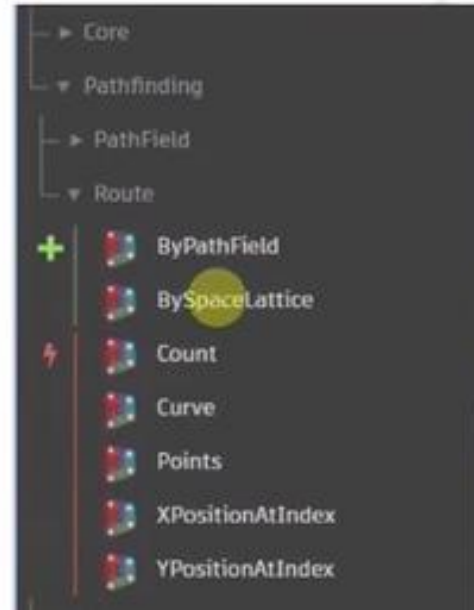 Core
Pathfinding
PathField
Route
ByPathField
BySpaceLattice
Count
Curve
Points
XPositionAtIndex
YPositionAtIndex